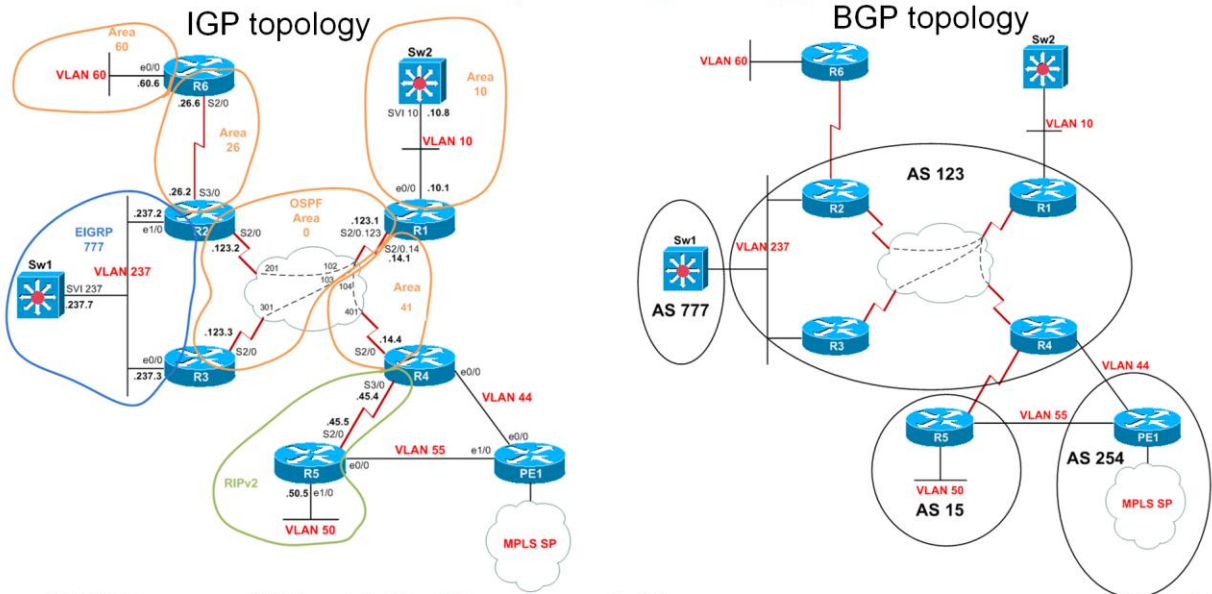 IGP topology
Area
60
VLAN 60
e0/0
.60.6
R6
.26.6
S2/0
Area
26
.26.2
S3/0
Sw2
SVI 10
.10.8
Area
10
VLAN 10
e0/0
.10.1
EIGRP
777
.237.2
e1/0
R2
S2/0
.123.2
OSPF
Area
0
.123.1
S2/0.123
R1
S2/0.14
.14.1
Sw1
VLAN 237
SVI 237
.237.7
201
102
103
104
301
401
Area
41
.123.3
S2/0
e0/0
.237.3
R3
.14.4
S2/0
R4
e0/0
S3/0
.45.4
VLAN 44
.45.5
S2/0
RIPv2
R5
e0/0
VLAN 55
e0/0
e1/0
PE1
.50.5
e1/0
VLAN 50
MPLS SP
BGP topology
VLAN 60
R6
Sw2
VLAN 10
AS 123
R2
R1
Sw1
VLAN 237
AS 777
R3
R4
VLAN 44
R5
VLAN 55
PE1
AS 254
VLAN 50
AS 15
MPLS SP